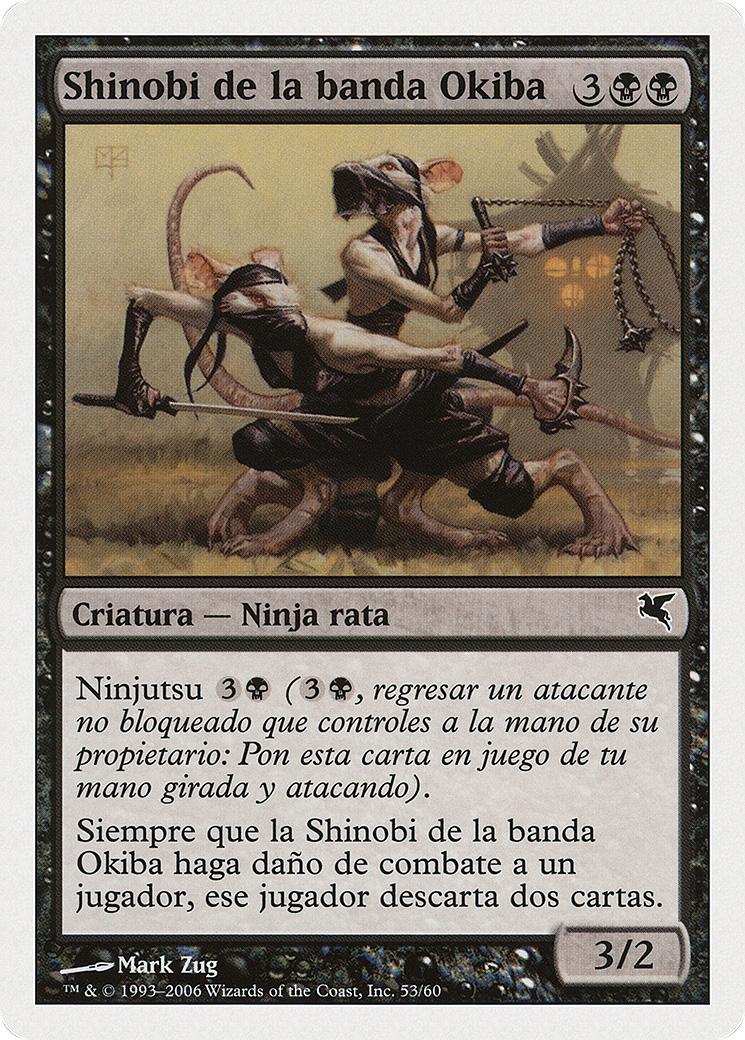 Shinobi de la banda Okiba 3
Criatura — Ninja rata
Ninjutsu 3 (3, regresar un atacante
no bloqueado que controles a la mano de su
propietario: Pon esta carta en juego de tu
mano girada y atacando).
Siempre que la Shinobi de la banda
Okiba haga daño de combate a un
jugador, ese jugador descarta dos cartas.
3/2
Mark Zug
™ & © 1993–2006 Wizards of the Coast, Inc. 53/60